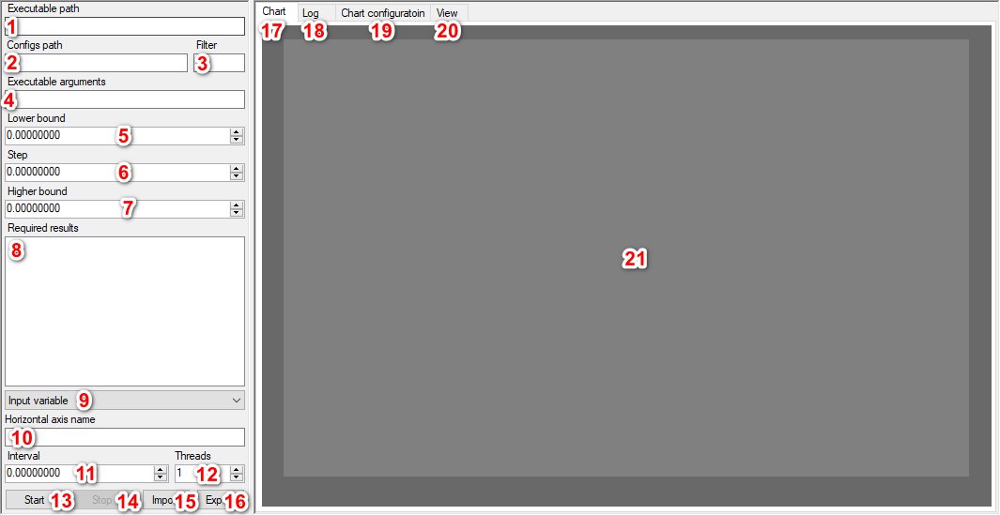 Executable path
1
Configs path
Filter
2
3
Executable arguments
4
Lower bound
0.00000000
5
Step
0.00000000
6
Higher bound
0.00000000
7
Required results
8
Input variable
9
Horizontal axis name
10
Interval
Threads
0.00000000
11
1
12
Start
13
Stop
14
Impo
15
Exp
16
Chart
Log
Chart configuratoin
View
17
18
19
20
21